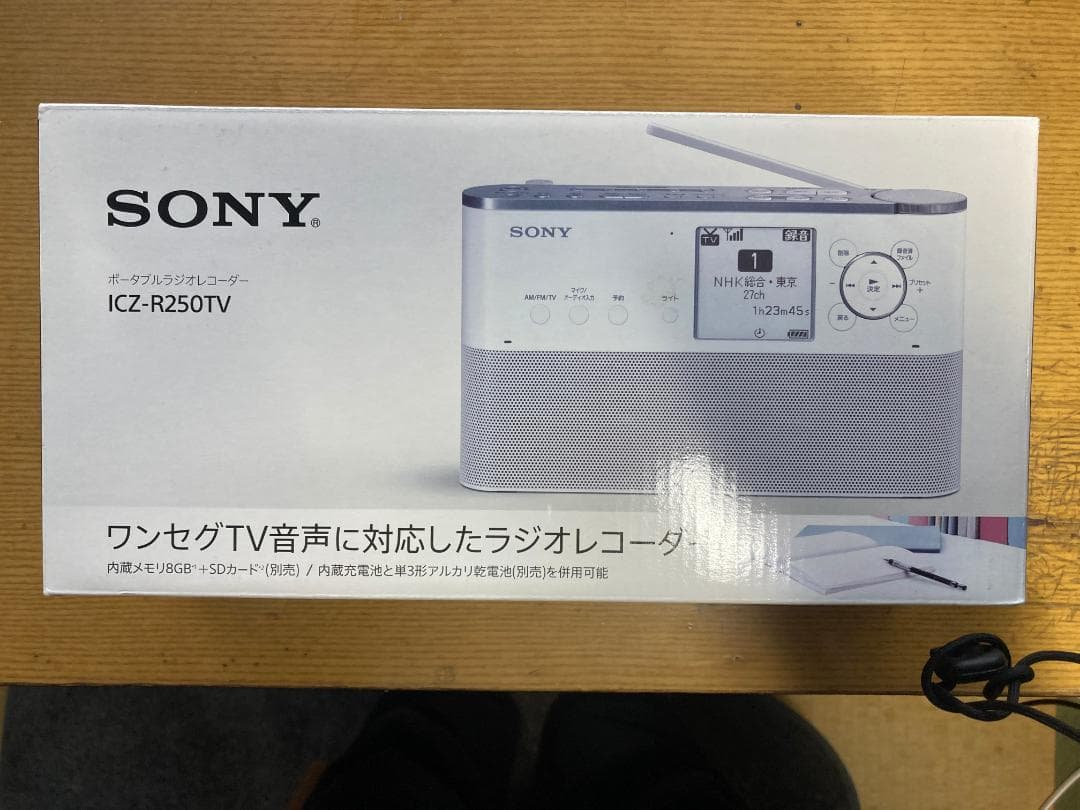 SONY®
ポータブルラジオレコーダー
ICZ-R250TV
SONY
TV
録音
1
NHK総合・東京
27ch
1h23m45s
AM/FM/TV
マイク/
オーディオ入力
予約
ライト
削除
録音済
ファイル
決定
プリセット
−
+
戻る
メニュー
ワンセグTV音声に対応したラジオレコーダー
内蔵メモリ8GB*1+SDカード*2(別売) / 内蔵充電池と単3形アルカリ乾電池(別売)を併用可能